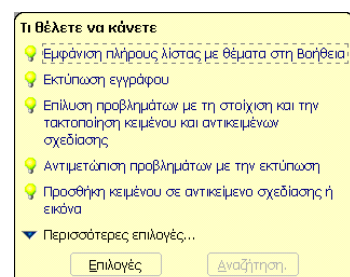 Τι θέλετε να κάνετε
Εμφάνιση πλήρους λίστας με θέματα στη Βοήθεια
Εκτύπωση εγγράφου
Επίλυση προβλημάτων με τη στοίχιση και την
τακτοποίηση κειμένου και αντικειμένων
σχεδίασης
Αντιμετώπιση προβλημάτων με την εκτύπωση
Προσθήκη κειμένου σε αντικείμενο σχεδίασης ή
εικόνα
Περισσότερες επιλογές...
Επιλογές Αναζήτηση.